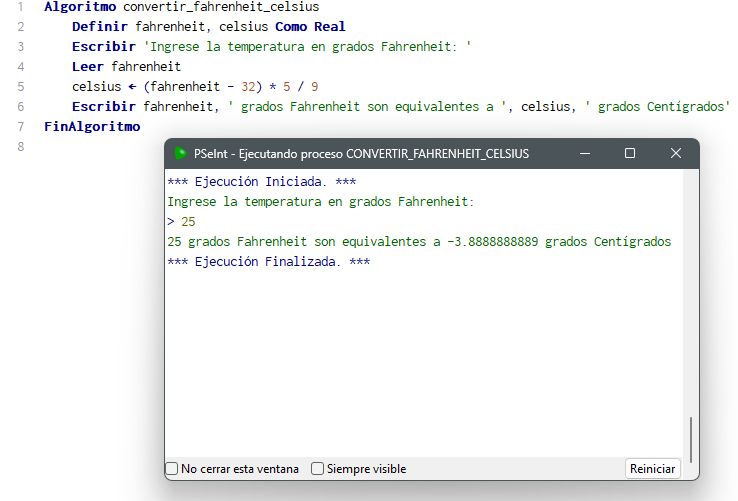 1 Algoritmo convertir_fahrenheit_celsius
2 Definir fahrenheit, celsius Como Real
3 Escribir 'Ingrese la temperatura en grados Fahrenheit: '
4 Leer fahrenheit
5 celsius ← (fahrenheit - 32) * 5 / 9
6 Escribir fahrenheit, ' grados Fahrenheit son equivalentes a ', celsius, ' grados Centígrados'
7 FinAlgoritmo
8
PSeInt - Ejecutando proceso CONVERTIR_FAHRENHEIT_CELSIUS
*** Ejecución Iniciada. ***
Ingrese la temperatura en grados Fahrenheit:
> 25
25 grados Fahrenheit son equivalentes a -3.8888888889 grados Centígrados
*** Ejecución Finalizada. ***
No cerrar esta ventana Siempre visible Reiniciar